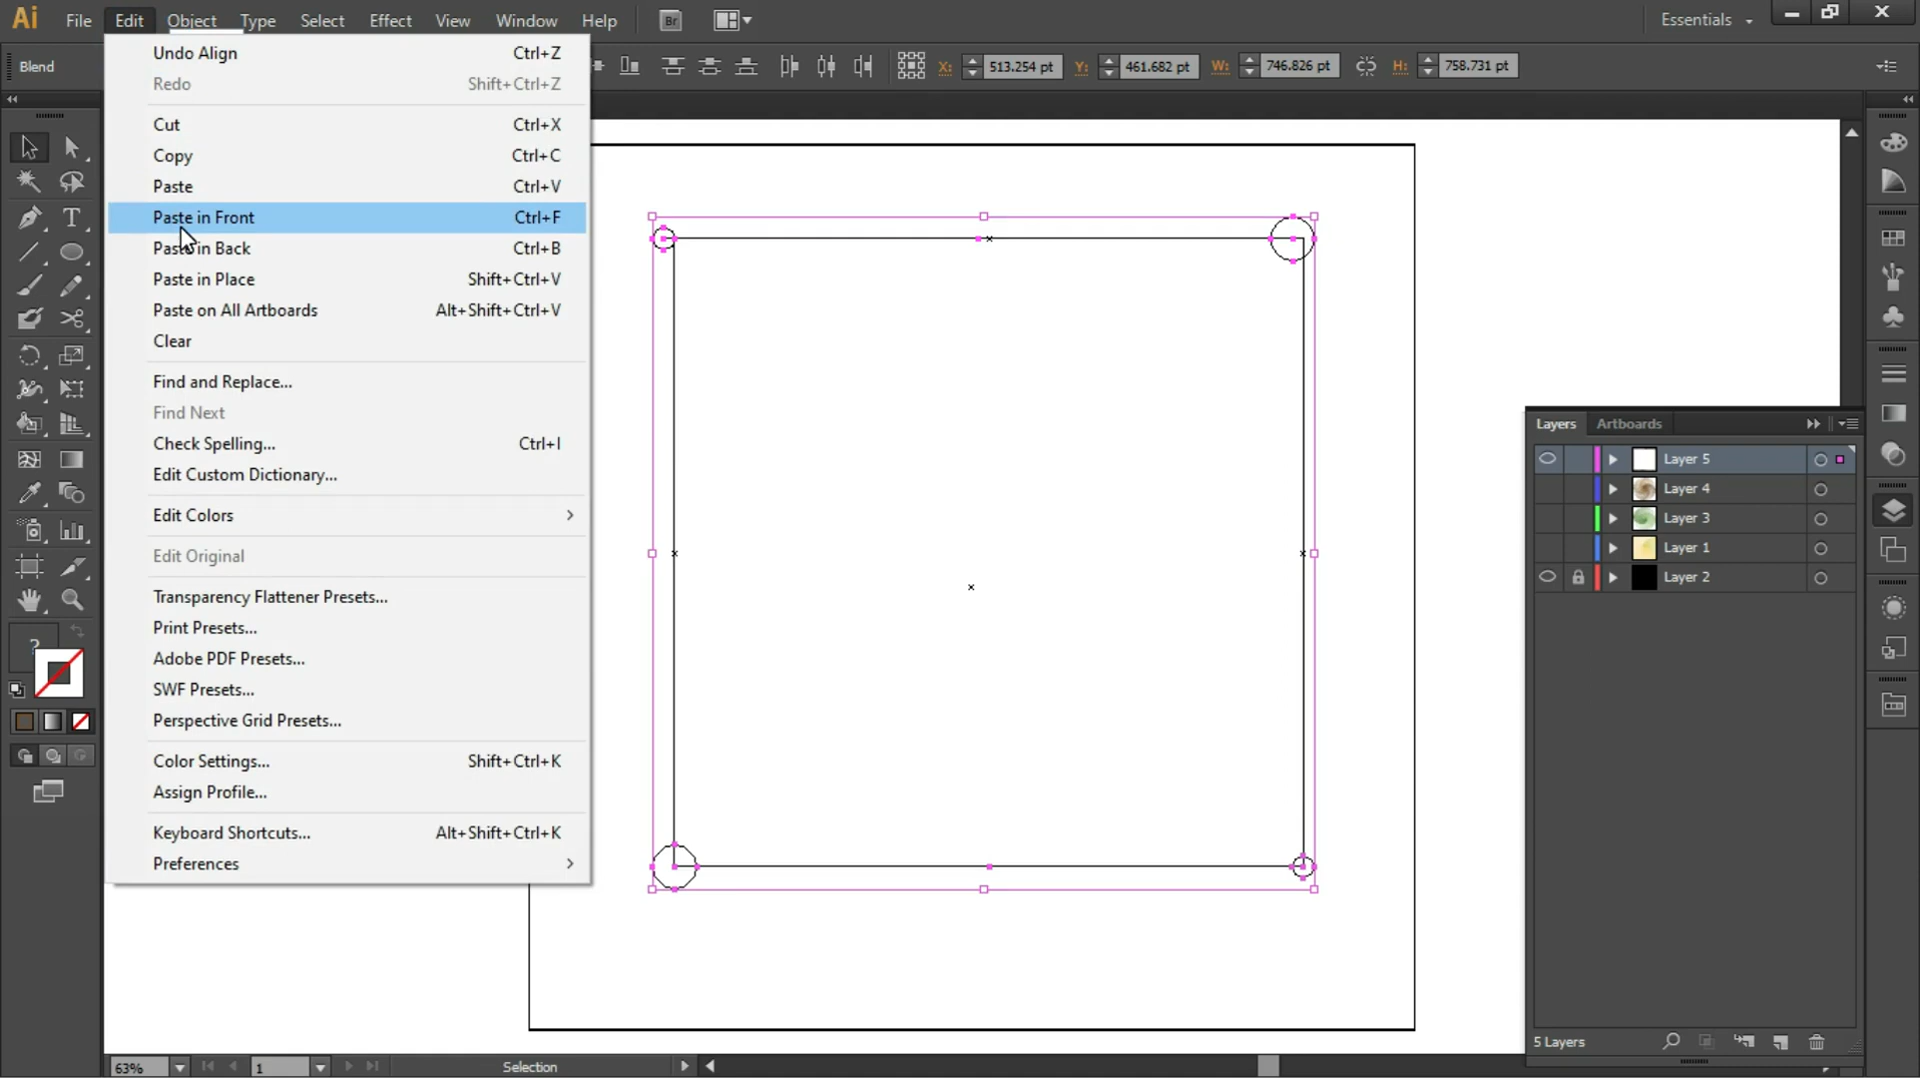 Ai File Edit Object Type Select Effect View Window Help Br Essentials
Blend X: 513.254 pt Y: 461.682 pt W: 746.826 pt H: 758.731 pt
Undo Align Ctrl+Z
Redo Shift+Ctrl+Z
Cut Ctrl+X
Copy Ctrl+C
Paste Ctrl+V
Paste in Front Ctrl+F
Paste in Back Ctrl+B
Paste in Place Shift+Ctrl+V
Paste on All Artboards Alt+Shift+Ctrl+V
Clear
Find and Replace...
Find Next
Check Spelling... Ctrl+I
Edit Custom Dictionary...
Edit Colors
Edit Original
Transparency Flattener Presets...
Print Presets...
Adobe PDF Presets...
SWF Presets...
Perspective Grid Presets...
Color Settings... Shift+Ctrl+K
Assign Profile...
Keyboard Shortcuts... Alt+Shift+Ctrl+K
Preferences
?
Layers Artboards
Layer 5
Layer 4
Layer 3
Layer 1
Layer 2
5 Layers
63% 1 Selection